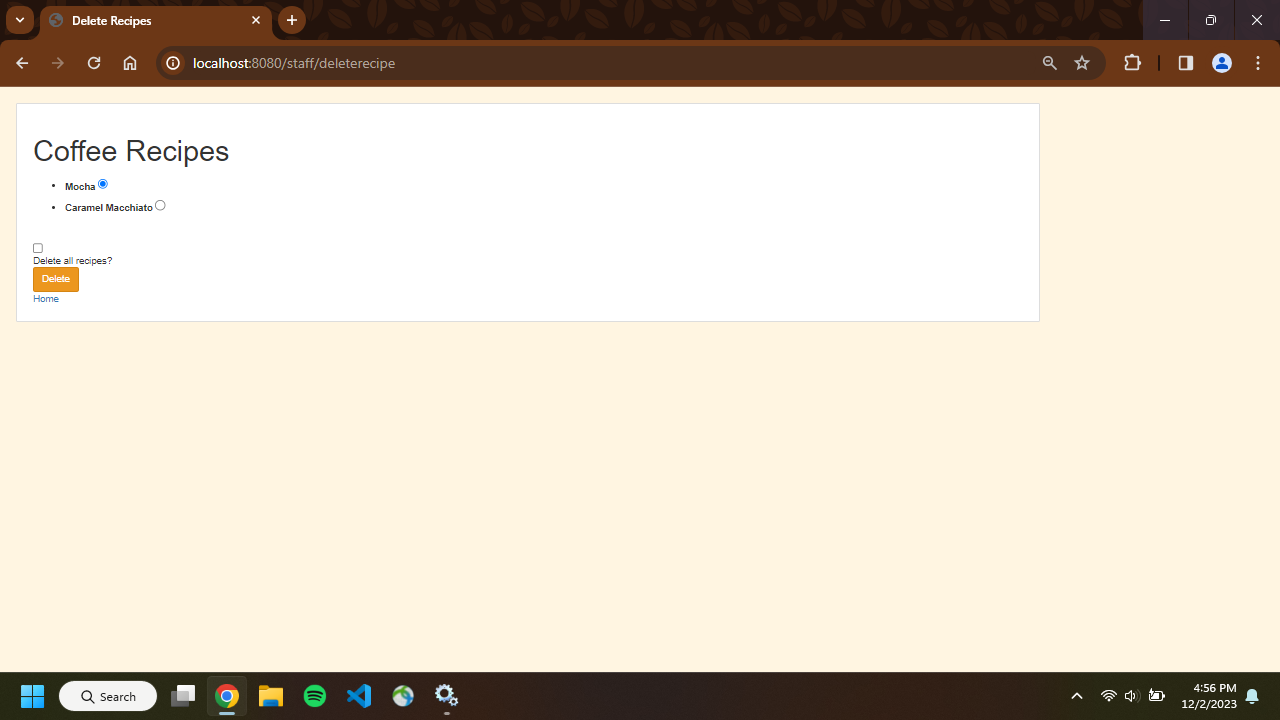 Delete Recipes
localhost:8080/staff/deleterecipe
Coffee Recipes
Mocha
Caramel Macchiato
Delete all recipes?
Delete
Home
Search
4:56 PM
12/2/2023